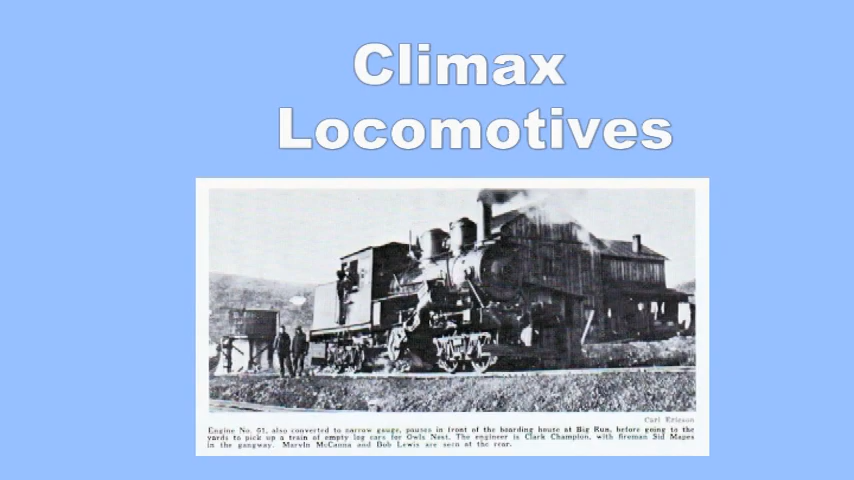 Climax
Locomotives
Carl Ericson
Engine No. 61, also converted to narrow gauge, pauses in front of the boarding house at Big Run, before going to the
yards to pick up a train of empty log cars for Owls Nest. The engineer is Clark Champion, with fireman Sid Mapes
in the gangway. Marvin McCanna and Bob Lewis are seen at the rear.